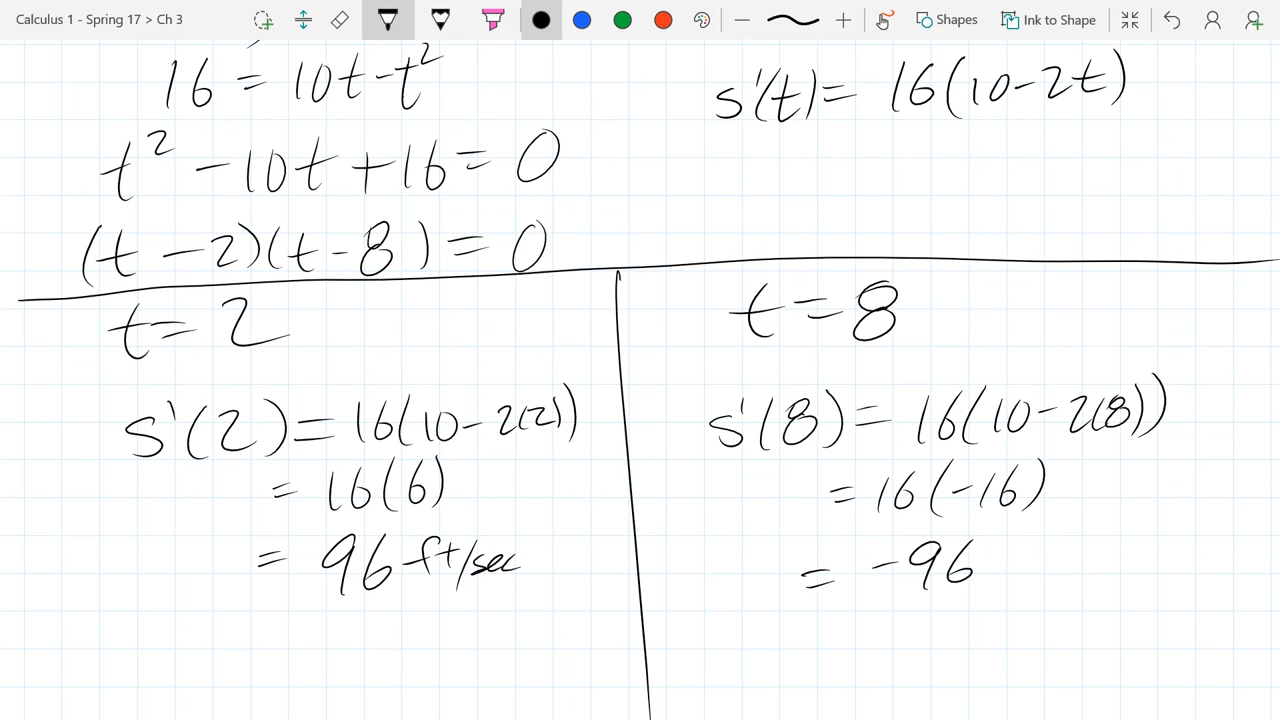 Calculus 1 - Spring 17 > Ch 3
Shapes
Ink to Shape
16 = 10t - t²
s'(t) = 16(10 - 2t)
t² - 10t + 16 = 0
(t - 2)(t - 8) = 0
t = 2
t = 8
s'(2) = 16(10 - 2(2))
= 16(6)
= 96 ft/sec
s'(8) = 16(10 - 2(8))
= 16(-16)
= -96